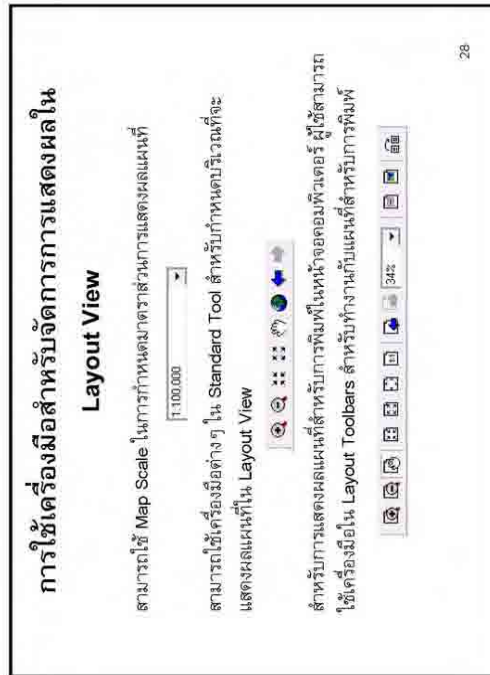 การใช้เครื่องมือสำหรับจัดการการแสดงผลใน
Layout View
สามารถใช้ Map Scale ในการกำหนดมาตราส่วนการแสดงผลแผนที่
1:100,000
สามารถใช้เครื่องมือต่างๆ ใน Standard Tool สำหรับกำหนดบริเวณที่จะ
แสดงผลแผนที่ใน Layout View
สำหรับการแสดงผลแผนที่สำหรับการพิมพ์ในหน้าจอคอมพิวเตอร์ ผู้ใช้สามารถ
ใช้เครื่องมือใน Layout Toolbars สำหรับทำงานกับแผนที่สำหรับการพิมพ์
1:1
34%
28